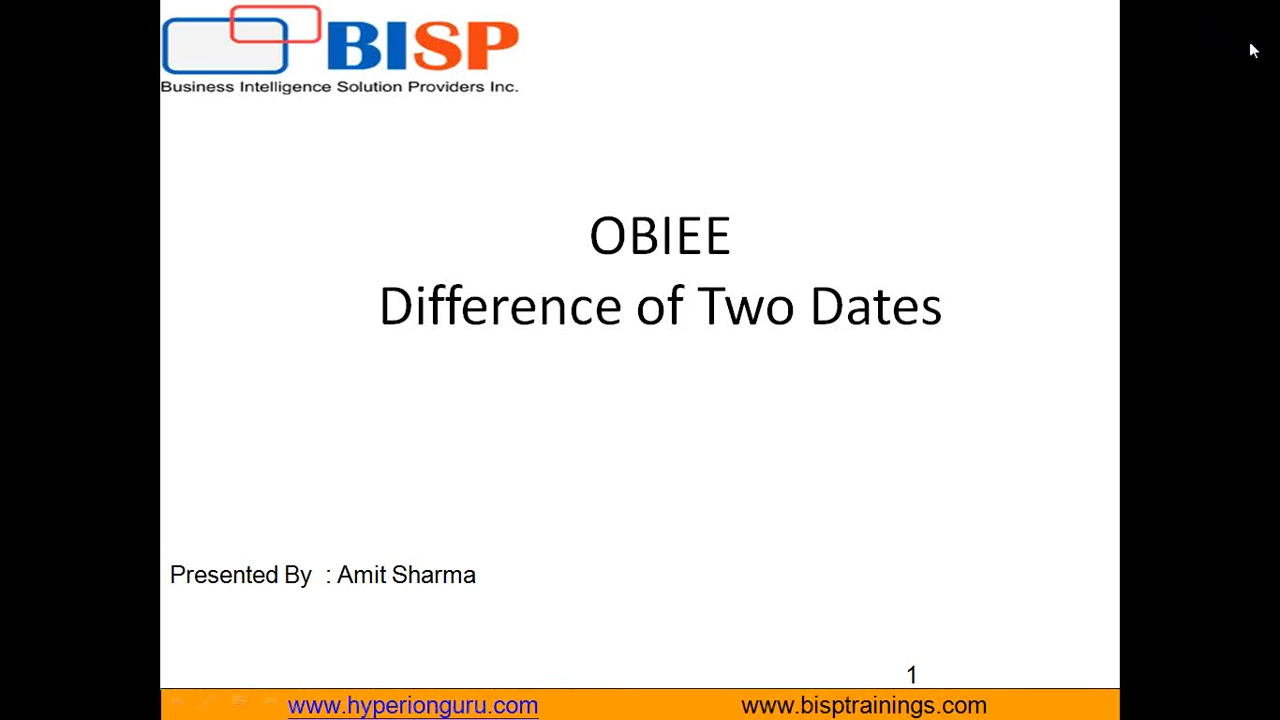 BISP
Business Intelligence Solution Providers Inc.
OBIEE
Difference of Two Dates
Presented By : Amit Sharma
1
www.hyperionguru.com www.bisptrainings.com